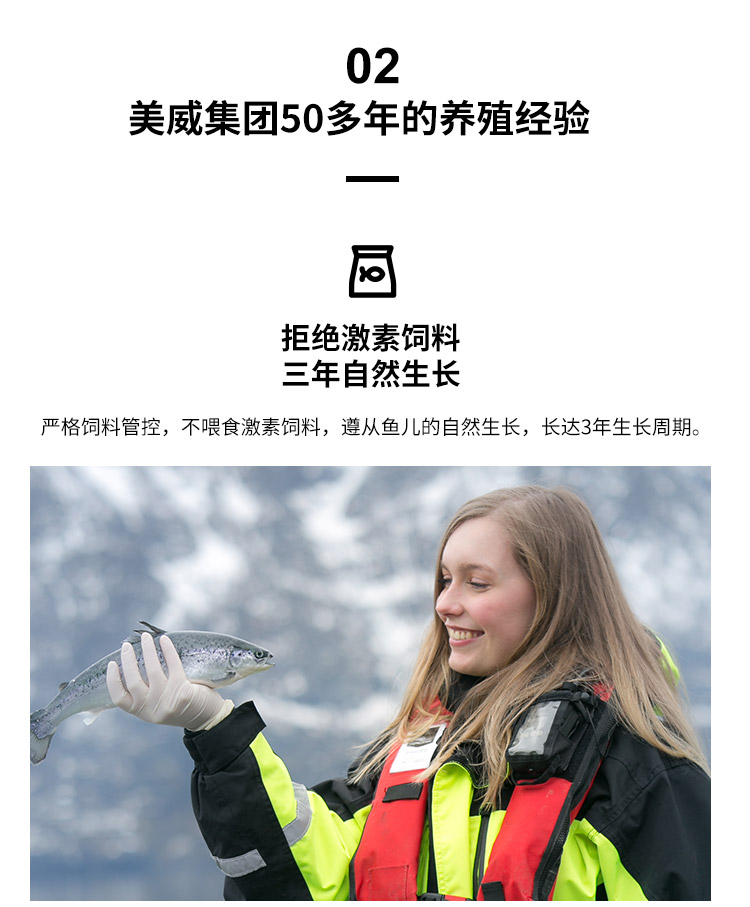 02
美威集团50多年的养殖经验
拒绝激素饲料
三年自然生长
严格饲料管控，不喂食激素饲料，遵从鱼儿的自然生长，长达3年生长周期。